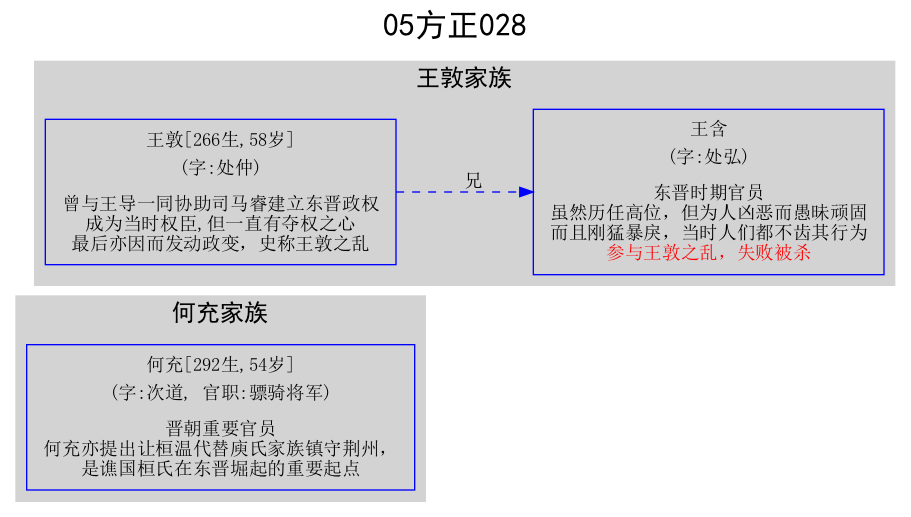 05方正028
王敦家族
王敦[266生,58岁]
(字:处仲)
曾与王导一同协助司马睿建立东晋政权
成为当时权臣,但一直有夺权之心
最后亦因而发动政变，史称王敦之乱
兄
王含
(字:处弘)
东晋时期官员
虽然历任高位，但为人凶恶而愚昧顽固
而且刚猛暴戾，当时人们都不齿其行为
参与王敦之乱，失败被杀
何充家族
何充[292生,54岁]
(字:次道, 官职:骠骑将军)
晋朝重要官员
何充亦提出让桓温代替庾氏家族镇守荆州，
是谯国桓氏在东晋堀起的重要起点